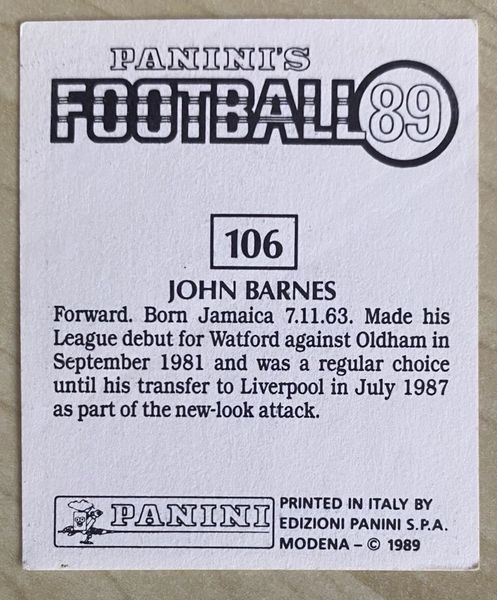 PANINI'S
FOOTBALL 89
106
JOHN BARNES
Forward. Born Jamaica 7.11.63. Made his
League debut for Watford against Oldham in
September 1981 and was a regular choice
until his transfer to Liverpool in July 1987
as part of the new-look attack.
PANINI
PRINTED IN ITALY BY
EDIZIONI PANINI S.P.A.
MODENA – © 1989